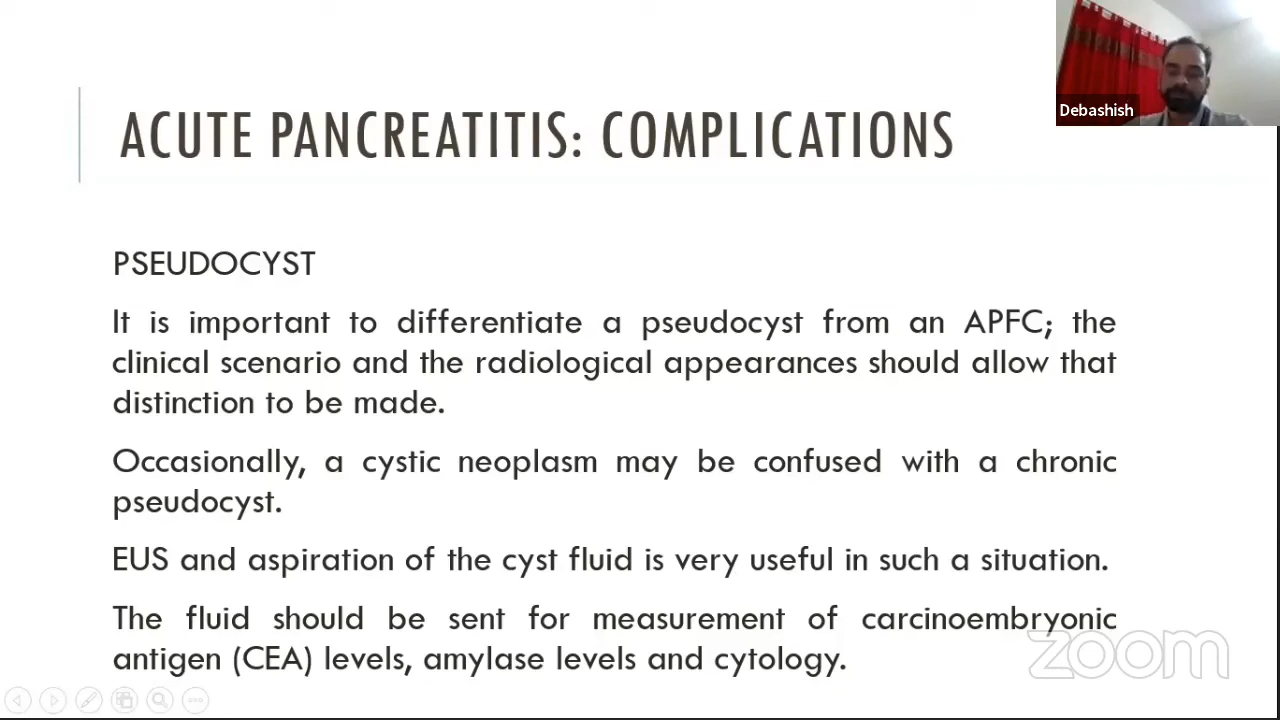 Debashish
ACUTE PANCREATITIS: COMPLICATIONS
PSEUDOCYST
It is important to differentiate a pseudocyst from an APFC; the
clinical scenario and the radiological appearances should allow that
distinction to be made.
Occasionally, a cystic neoplasm may be confused with a chronic
pseudocyst.
EUS and aspiration of the cyst fluid is very useful in such a situation.
The fluid should be sent for measurement of carcinoembryonic
antigen (CEA) levels, amylase levels and cytology.
zoom